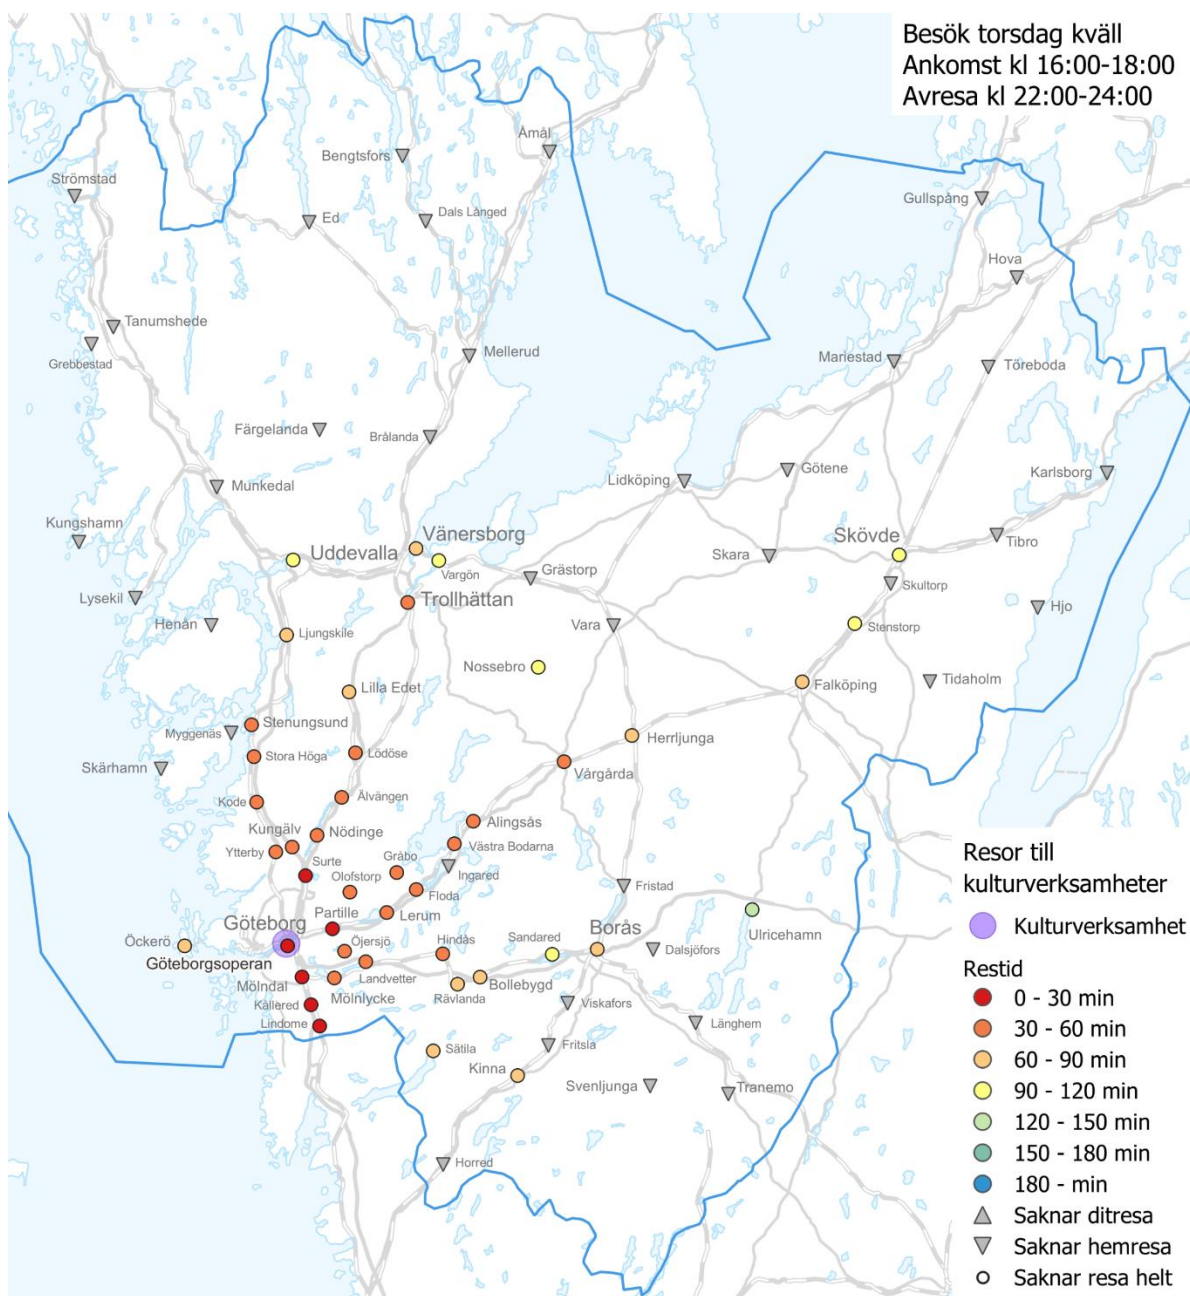 Besök torsdag kväll
Ankomst kl 16:00-18:00
Avresa kl 22:00-24:00
Åmål
Bengtsfors
Strömstad
Gullspång
Ed
Dals Långed
Hova
Tanumshede
Grebbestad
Mellerud
Mariestad
Töreboda
Färgelanda
Brålanda
Götene
Karlsborg
Lidköping
Munkedal
Kungshamn
Vänersborg
Skövde
Tibro
Uddevalla
Skara
Vargön
Grästorp
Skultorp
Lysekil
Trollhättan
Hjo
Henån
Vara
Stenstorp
Ljungskile
Nossebro
Tidaholm
Lilla Edet
Falköping
Stenungsund
Myggenäs
Herrljunga
Stora Höga
Lödöse
Skärhamn
Vårgårda
Älvängen
Kode
Alingsås
Kungälv
Nödinge
Västra Bodarna
Ytterby
Surte
Gråbo
Ingared
Olofstorp
Floda
Fristad
Partille
Lerum
Göteborg
Borås
Ulricehamn
Öckerö
Öjersjö
Hindås
Sandared
Dalsjöfors
Göteborgsoperan
Landvetter
Mölndal
Mölnlycke
Bollebygd
Rävlanda
Kållered
Viskafors
Länghem
Lindome
Fritsla
Sätila
Kinna
Svenljunga
Tranemo
Horred
Resor till
kulturverksamheter
Kulturverksamhet
Restid
0 - 30 min
30 - 60 min
60 - 90 min
90 - 120 min
120 - 150 min
150 - 180 min
180 - min
Saknar ditresa
Saknar hemresa
Saknar resa helt